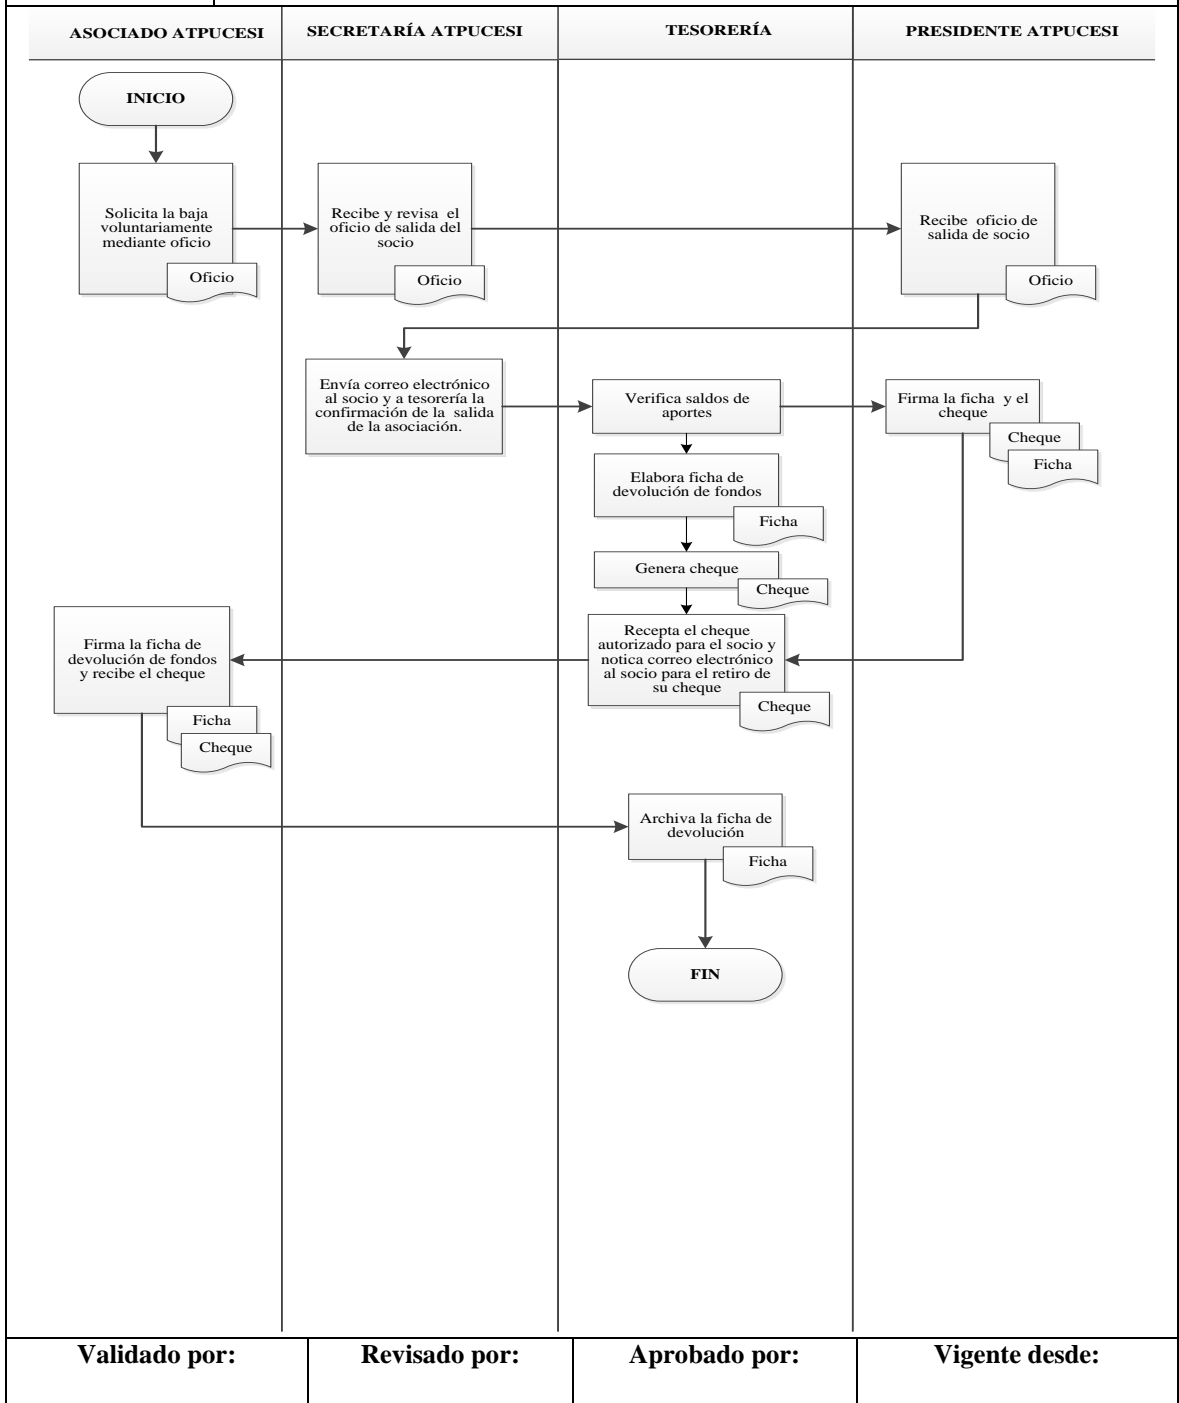 ASOCIADO ATPUCESI
SECRETARÍA ATPUCESI
TESORERÍA
PRESIDENTE ATPUCESI
INICIO
Solicita la baja
voluntariamente
mediante oficio
Oficio
Recibe y revisa el
oficio de salida del
socio
Oficio
Recibe oficio de
salida de socio
Oficio
Envía correo electrónico
al socio y a tesorería la
confirmación de la salida
de la asociación.
Verifica saldos de
aportes
Firma la ficha y el
cheque
Cheque
Ficha
Elabora ficha de
devolución de fondos
Ficha
Genera cheque
Cheque
Recepta el cheque
autorizado para el socio y
notica correo electrónico
al socio para el retiro de
su cheque
Cheque
Firma la ficha de
devolución de fondos
y recibe el cheque
Ficha
Cheque
Archiva la ficha de
devolución
Ficha
FIN
Validado por:
Revisado por:
Aprobado por:
Vigente desde: